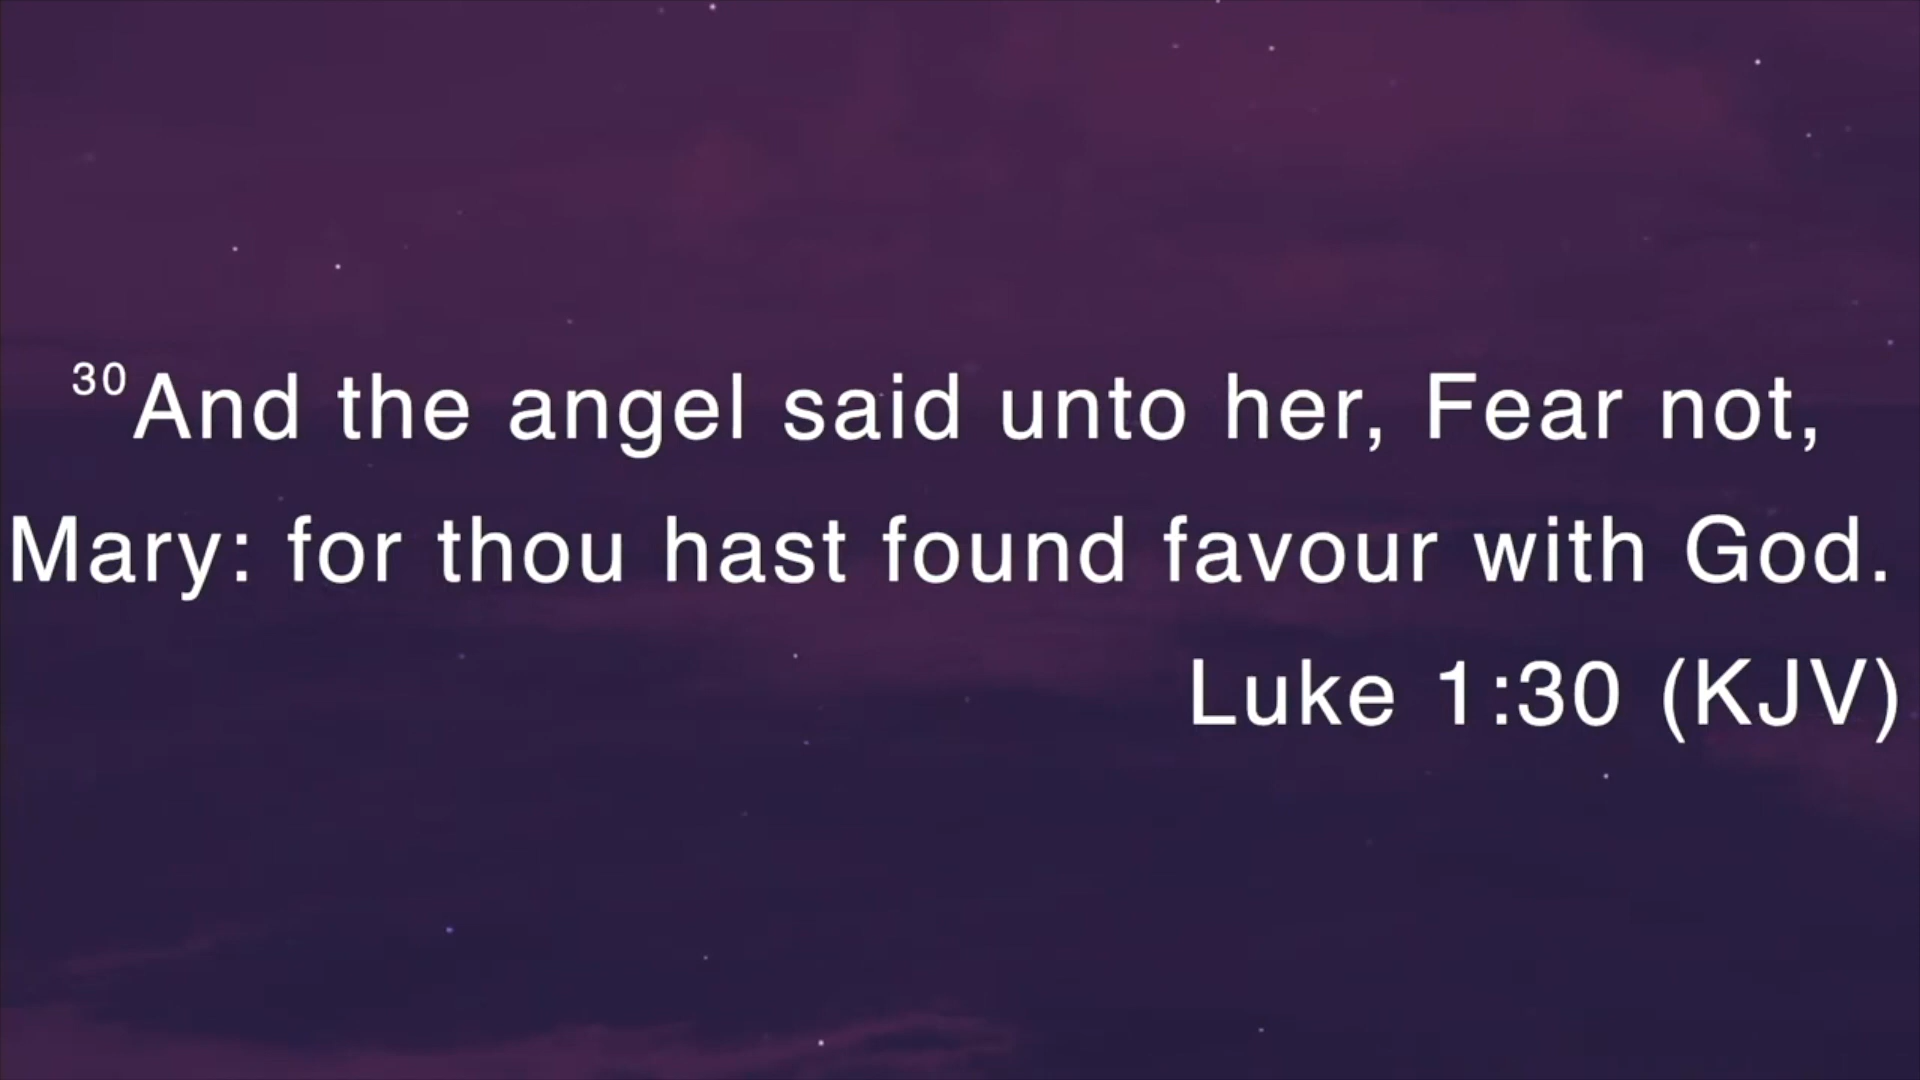 30And the angel said unto her, Fear not,
Mary: for thou hast found favour with God.
Luke 1:30 (KJV)